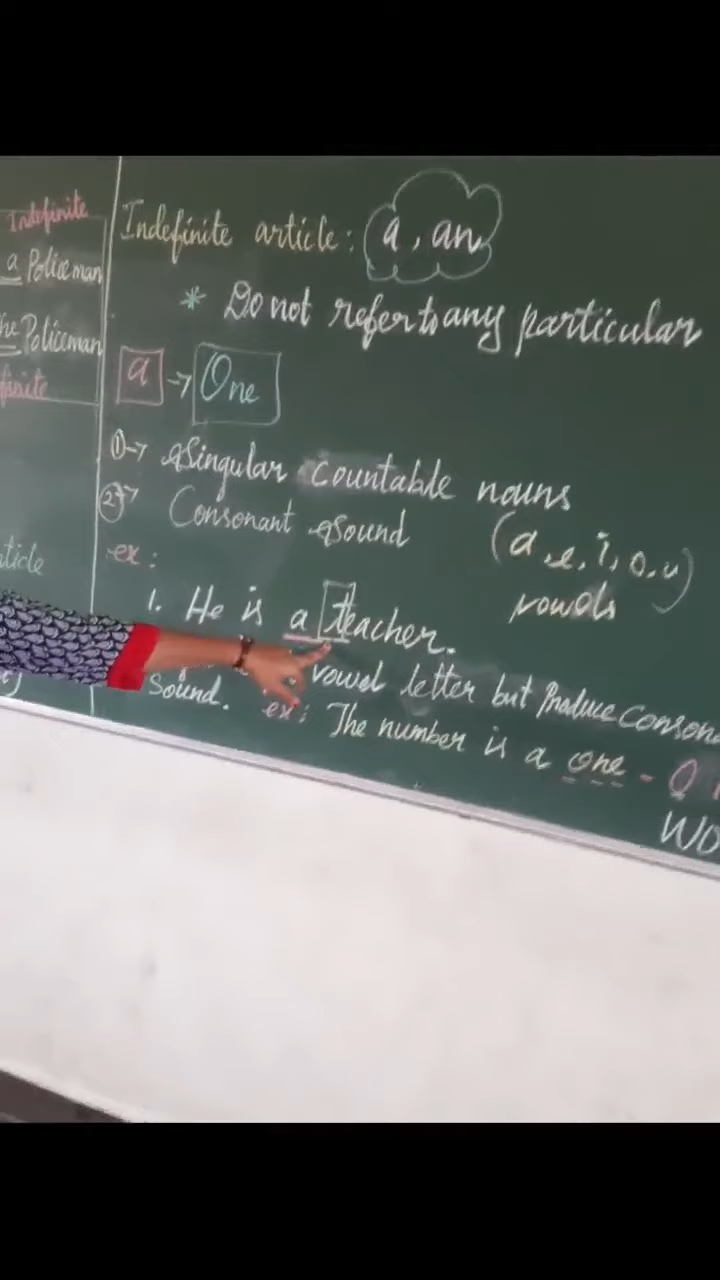 Indefinite
a Policeman
he Policeman
finite
ticle
Indefinite article: a, an
* Do not refer to any particular
a → One
1→ Singular countable nouns
2→ Consonant Sound (a, e, i, o, u)
vowels
ex:
1. He is a teacher.
vowel letter but Produce Conson
Sound. ex: The number is a one - O
WO